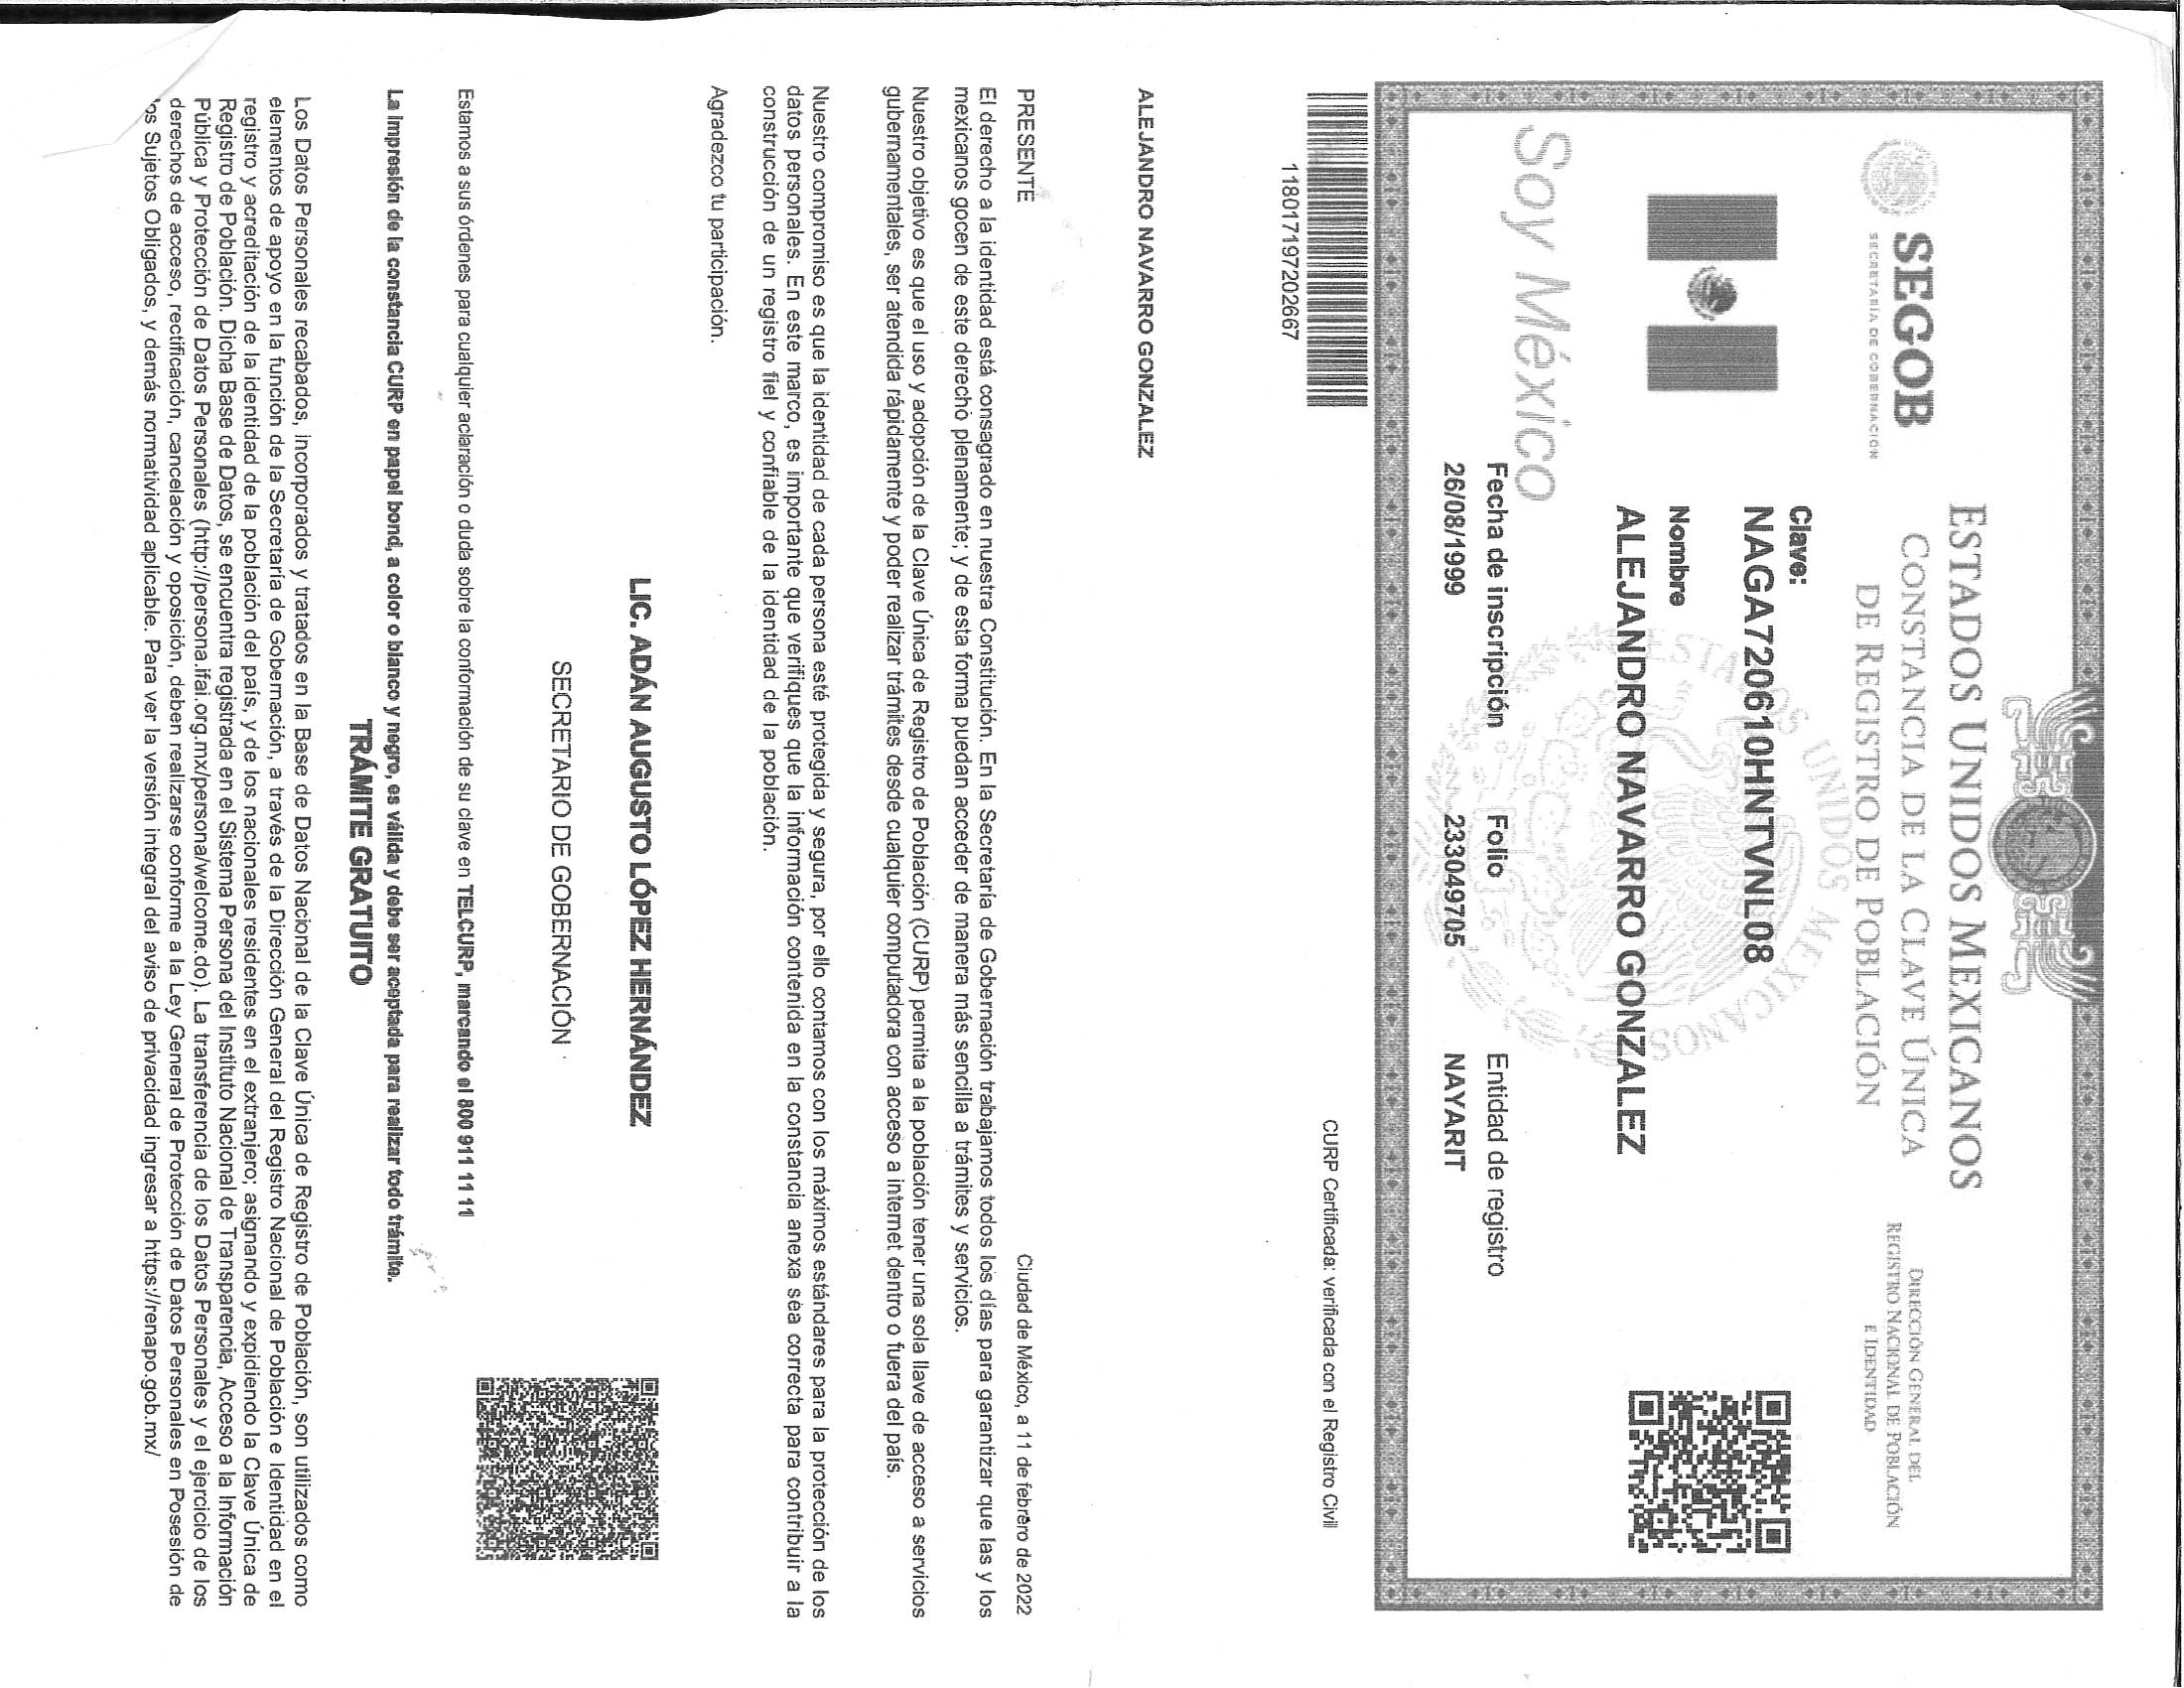 ESTADOS UNIDOS MEXICANOS
CONSTANCIA DE LA CLAVE ÚNICA
DE REGISTRO DE POBLACIÓN
SEGOB
SECRETARÍA DE GOBERNACIÓN
DIRECCIÓN GENERAL DEL
REGISTRO NACIONAL DE POBLACIÓN
E IDENTIDAD
ESTADOS UNIDOS MEXICANOS
Clave:
NAGA720610HNTVNL08
Nombre
ALEJANDRO NAVARRO GONZALEZ
Soy México
Fecha de inscripción Folio Entidad de registro
26/08/1999 233049705 NAYARIT
118017197202667
CURP Certificada: verificada con el Registro Civil
ALEJANDRO NAVARRO GONZALEZ
PRESENTE
Ciudad de México, a 11 de febrero de 2022
El derecho a la identidad está consagrado en nuestra Constitución. En la Secretaría de Gobernación trabajamos todos los días para garantizar que las y los
mexicanos gocen de este derecho plenamente; y de esta forma puedan acceder de manera más sencilla a trámites y servicios.
Nuestro objetivo es que el uso y adopción de la Clave Única de Registro de Población (CURP) permita a la población tener una sola llave de acceso a servicios
gubernamentales, ser atendida rápidamente y poder realizar trámites desde cualquier computadora con acceso a internet dentro o fuera del país.
Nuestro compromiso es que la identidad de cada persona esté protegida y segura, por ello contamos con los máximos estándares para la protección de los
datos personales. En este marco, es importante que verifiques que la información contenida en la constancia anexa sea correcta para contribuir a la
construcción de un registro fiel y confiable de la identidad de la población.
Agradezco tu participación.
LIC. ADÁN AUGUSTO LÓPEZ HERNÁNDEZ
SECRETARIO DE GOBERNACIÓN
Estamos a sus órdenes para cualquier aclaración o duda sobre la conformación de su clave en TELCURP, marcando el 800 911 11 11
La impresión de la constancia CURP en papel bond, a color o blanco y negro, es válida y debe ser aceptada para realizar todo trámite.
TRÁMITE GRATUITO
Los Datos Personales recabados, incorporados y tratados en la Base de Datos Nacional de la Clave Única de Registro de Población, son utilizados como
elementos de apoyo en la función de la Secretaría de Gobernación, a través de la Dirección General del Registro Nacional de Población e Identidad en el
registro y acreditación de la identidad de la población del país, y de los nacionales residentes en el extranjero; asignando y expidiendo la Clave Única de
Registro de Población. Dicha Base de Datos, se encuentra registrada en el Sistema Persona del Instituto Nacional de Transparencia, Acceso a la Información
Pública y Protección de Datos Personales (http://persona.ifai.org.mx/persona/welcome.do). La transferencia de los Datos Personales y el ejercicio de los
derechos de acceso, rectificación, cancelación y oposición, deben realizarse conforme a la Ley General de Protección de Datos Personales en Posesión de
los Sujetos Obligados, y demás normatividad aplicable. Para ver la versión integral del aviso de privacidad ingresar a https://renapo.gob.mx/